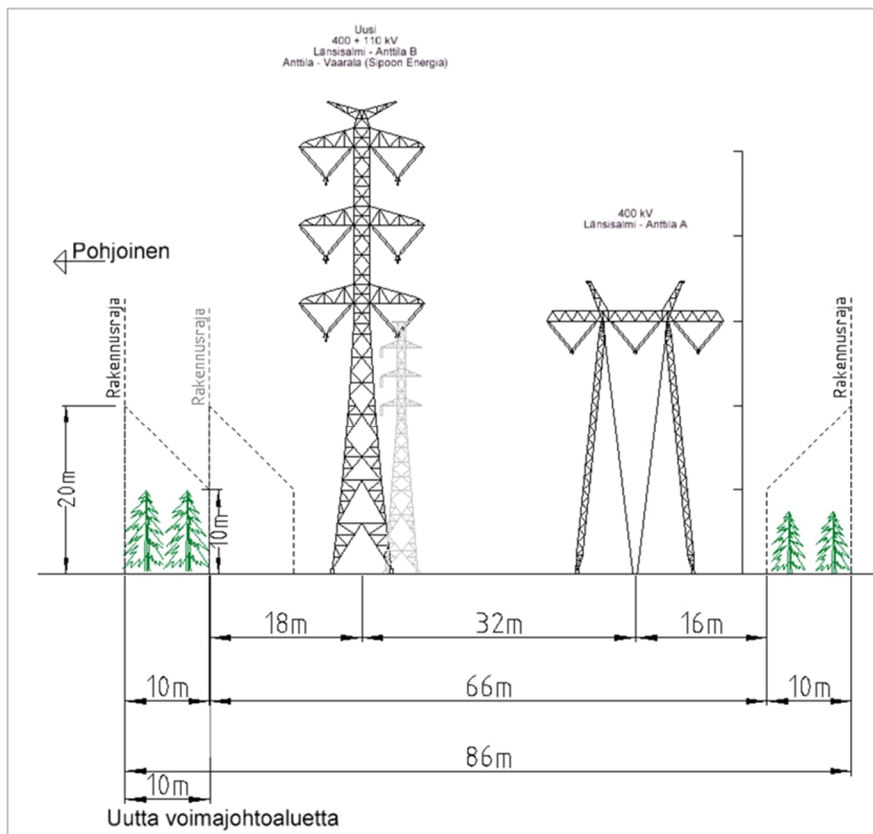 Uusi
400 + 110 kV
Länsisalmi - Anttila B
Anttila - Vaarala (Sipoon Energia)
400 kV
Länsisalmi - Anttila A
Pohjoinen
Rakennusraja
Rakennusraja
Rakennusraja
20m
10m
18m
32m
16m
10m
66m
10m
86m
10m
Uutta voimajohtoaluetta